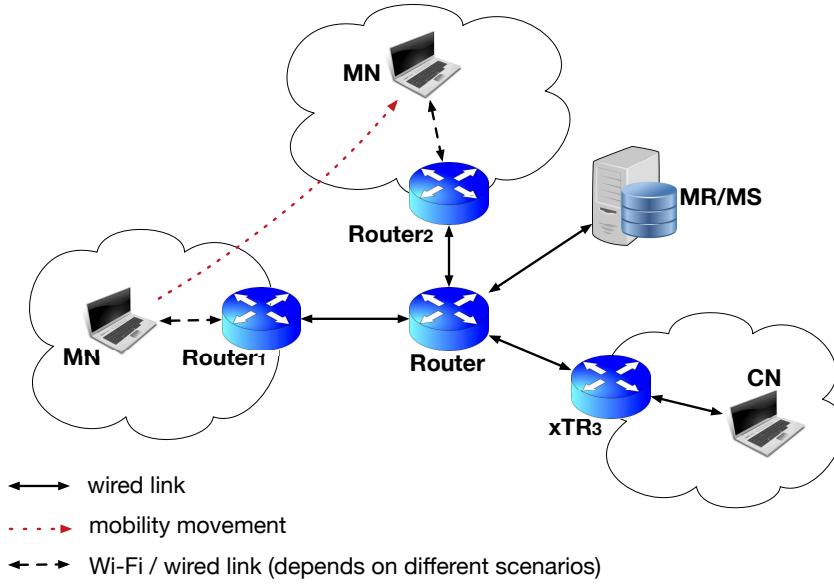 MN
MR/MS
Router2
MN
Router1
Router
CN
xTR3
wired link
mobility movement
Wi-Fi / wired link (depends on different scenarios)